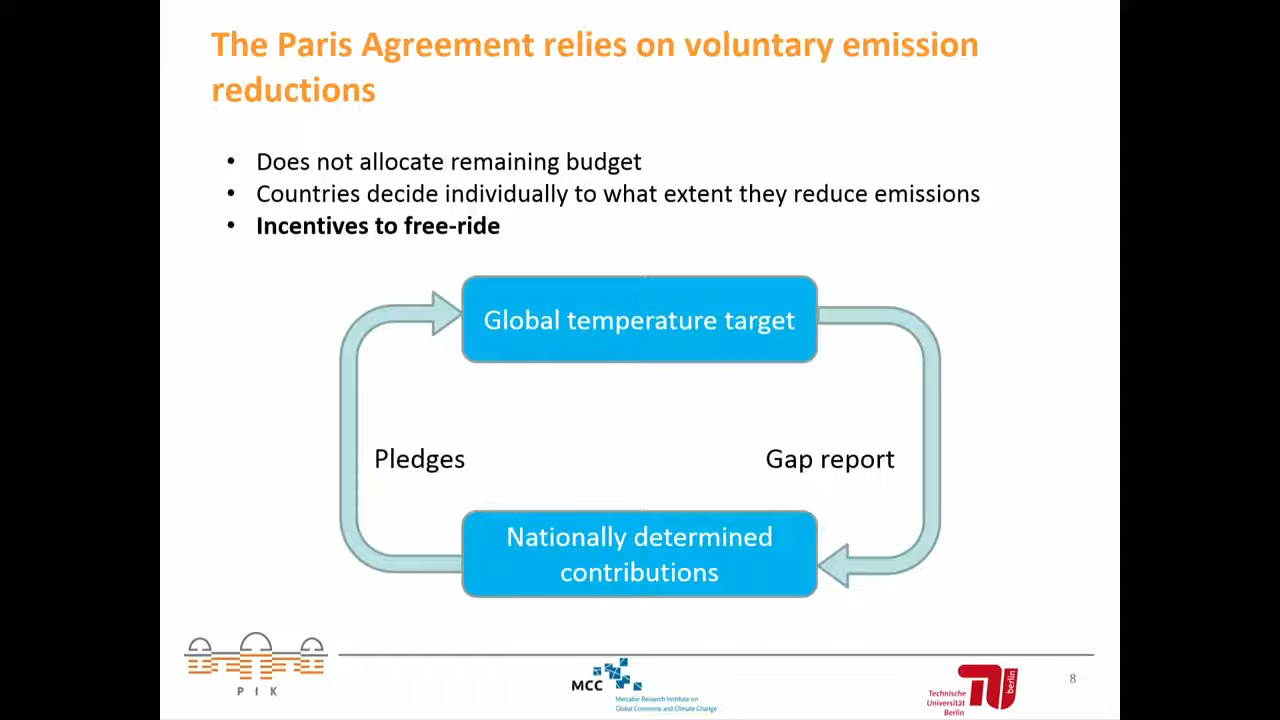 The Paris Agreement relies on voluntary emission
reductions
• Does not allocate remaining budget
• Countries decide individually to what extent they reduce emissions
• Incentives to free-ride
Global temperature target
Pledges
Gap report
Nationally determined
contributions
PIK
MCC
Mercator Research Institute on
Global Commons and Climate Change
Technische
Universität
Berlin
berlin
8